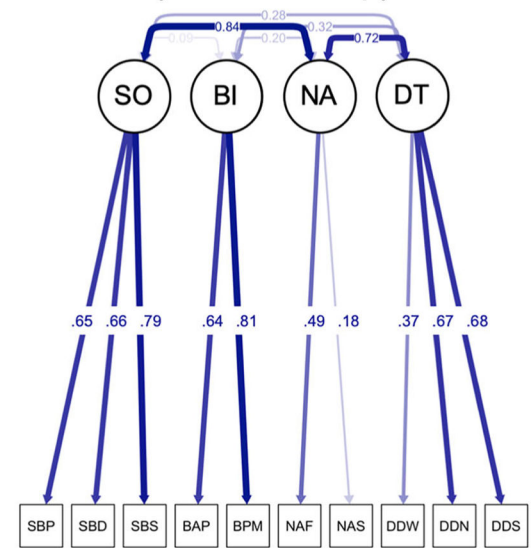 0.28
0.84 0.32
0.09 0.20 0.72
SO BI NA DT
.65 .66 .79 .64 .81 .49 .18 .37 .67 .68
SBP SBD SBS BAP BPM NAF NAS DDW DDN DDS